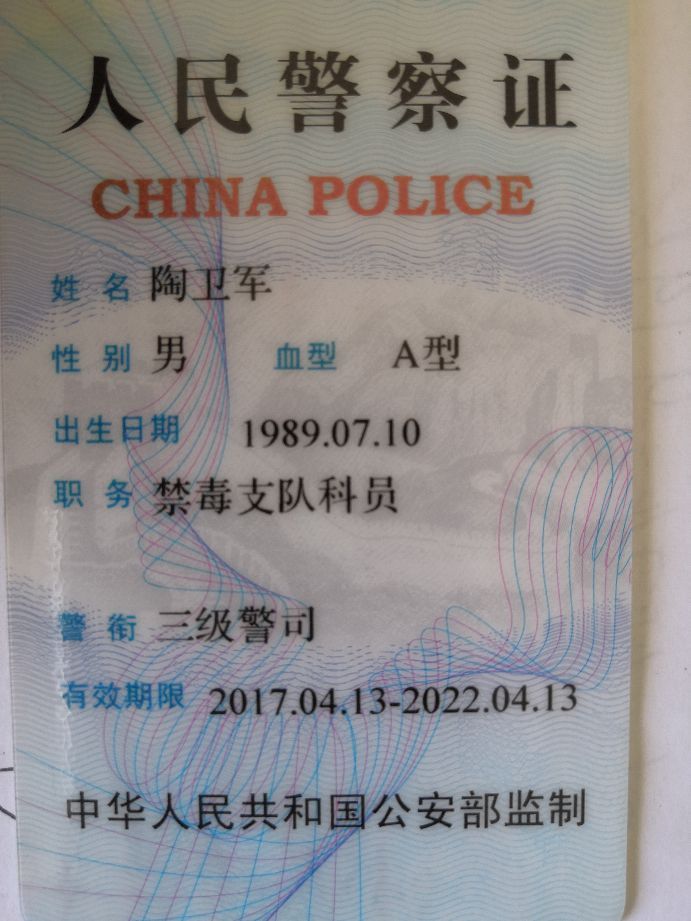 人民警察证
CHINA POLICE
姓名 陶卫军
性别 男 血型 A型
出生日期 1989.07.10
职务 禁毒支队科员
警衔 三级警司
有效期限 2017.04.13-2022.04.13
中华人民共和国公安部监制